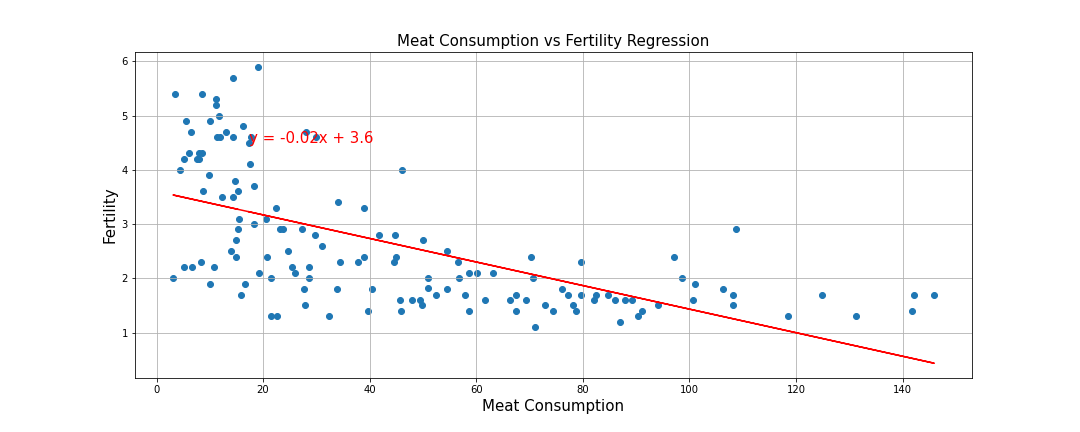 Meat Consumption vs Fertility Regression
6
5
4
3
2
1
Fertility
y = -0.02x + 3.6
0 20 40 60 80 100 120 140
Meat Consumption